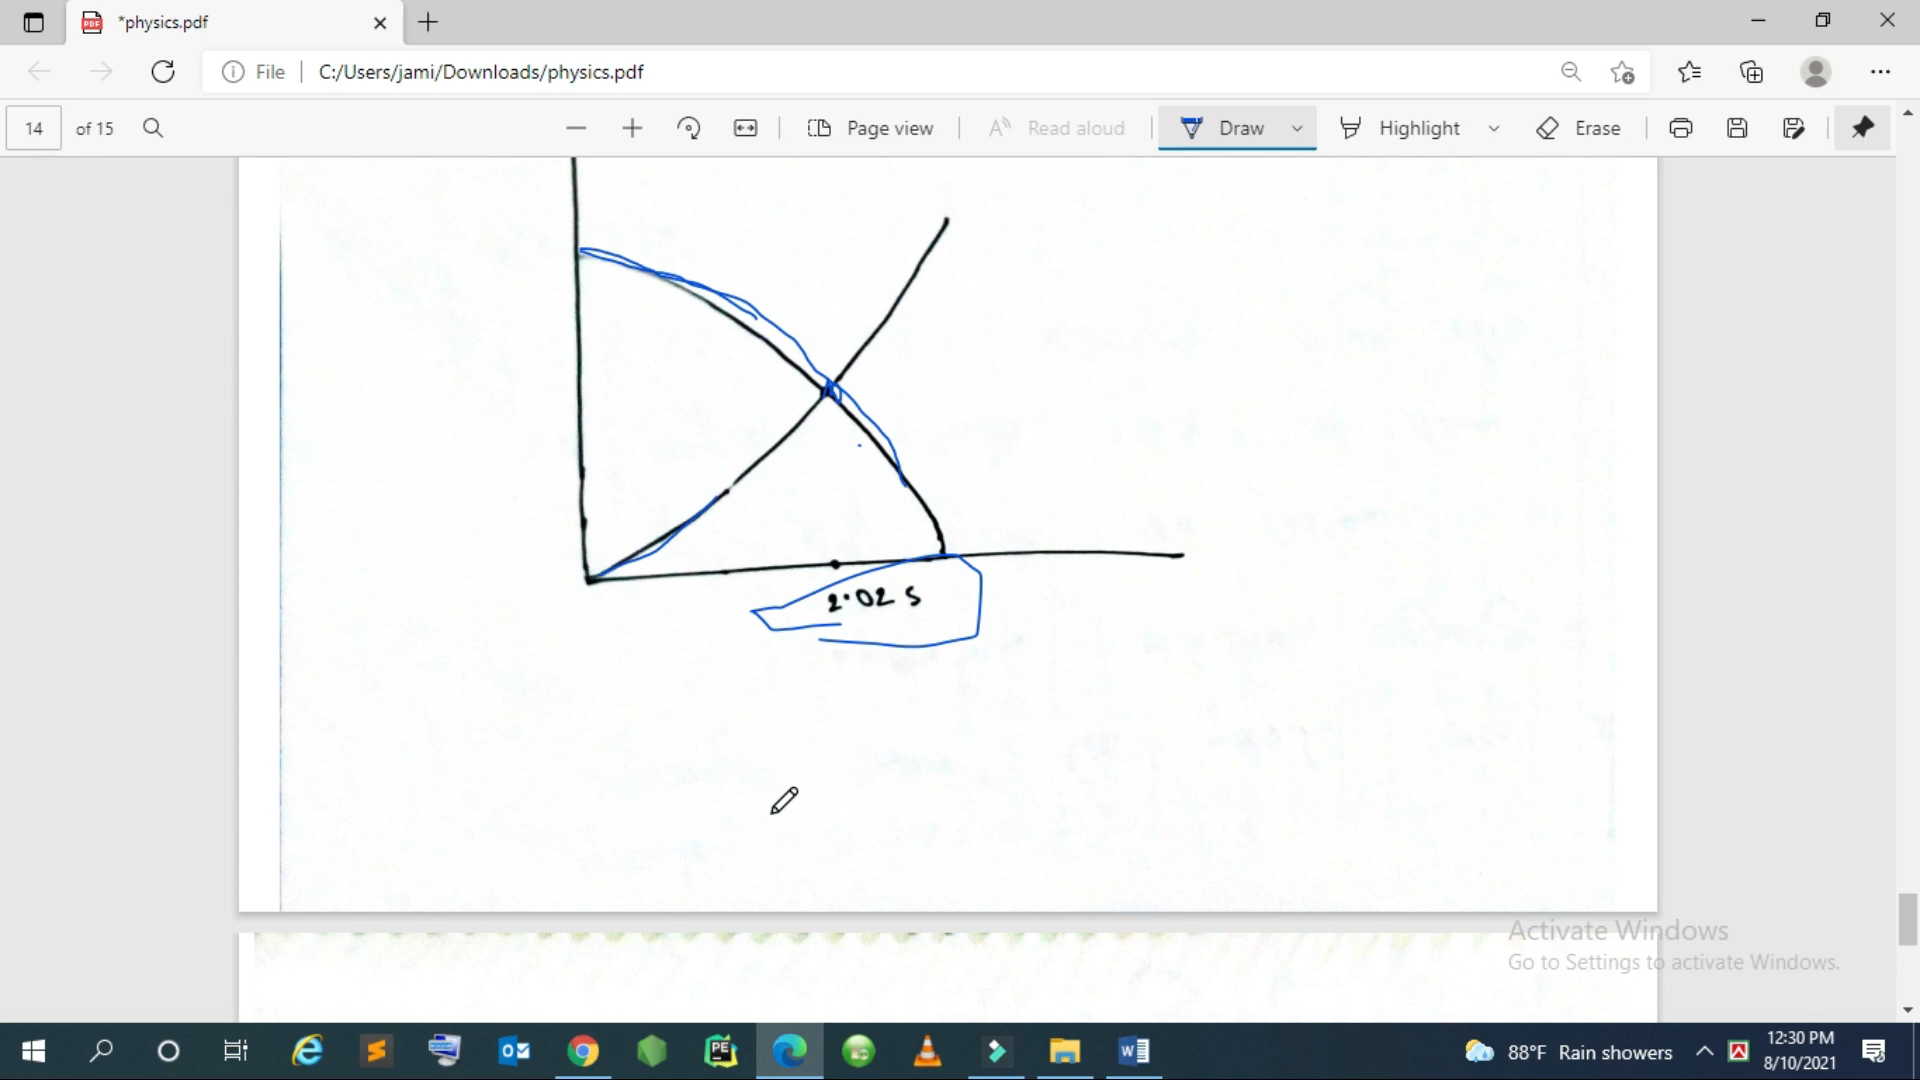 *physics.pdf
File C:/Users/jami/Downloads/physics.pdf
14 of 15 Page view Read aloud Draw Highlight Erase
2.02 s
Activate Windows
Go to Settings to activate Windows.
88°F Rain showers
12:30 PM
8/10/2021